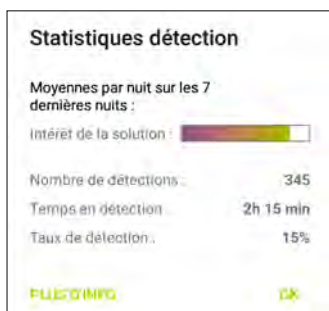 Statistiques détection
Moyennes par nuit sur les 7
dernières nuits :
Intérêt de la solution :
Nombre de détections :
345
Temps en détection :
2h 15 min
Taux de détection :
15%
PLUS D'INFO
OK